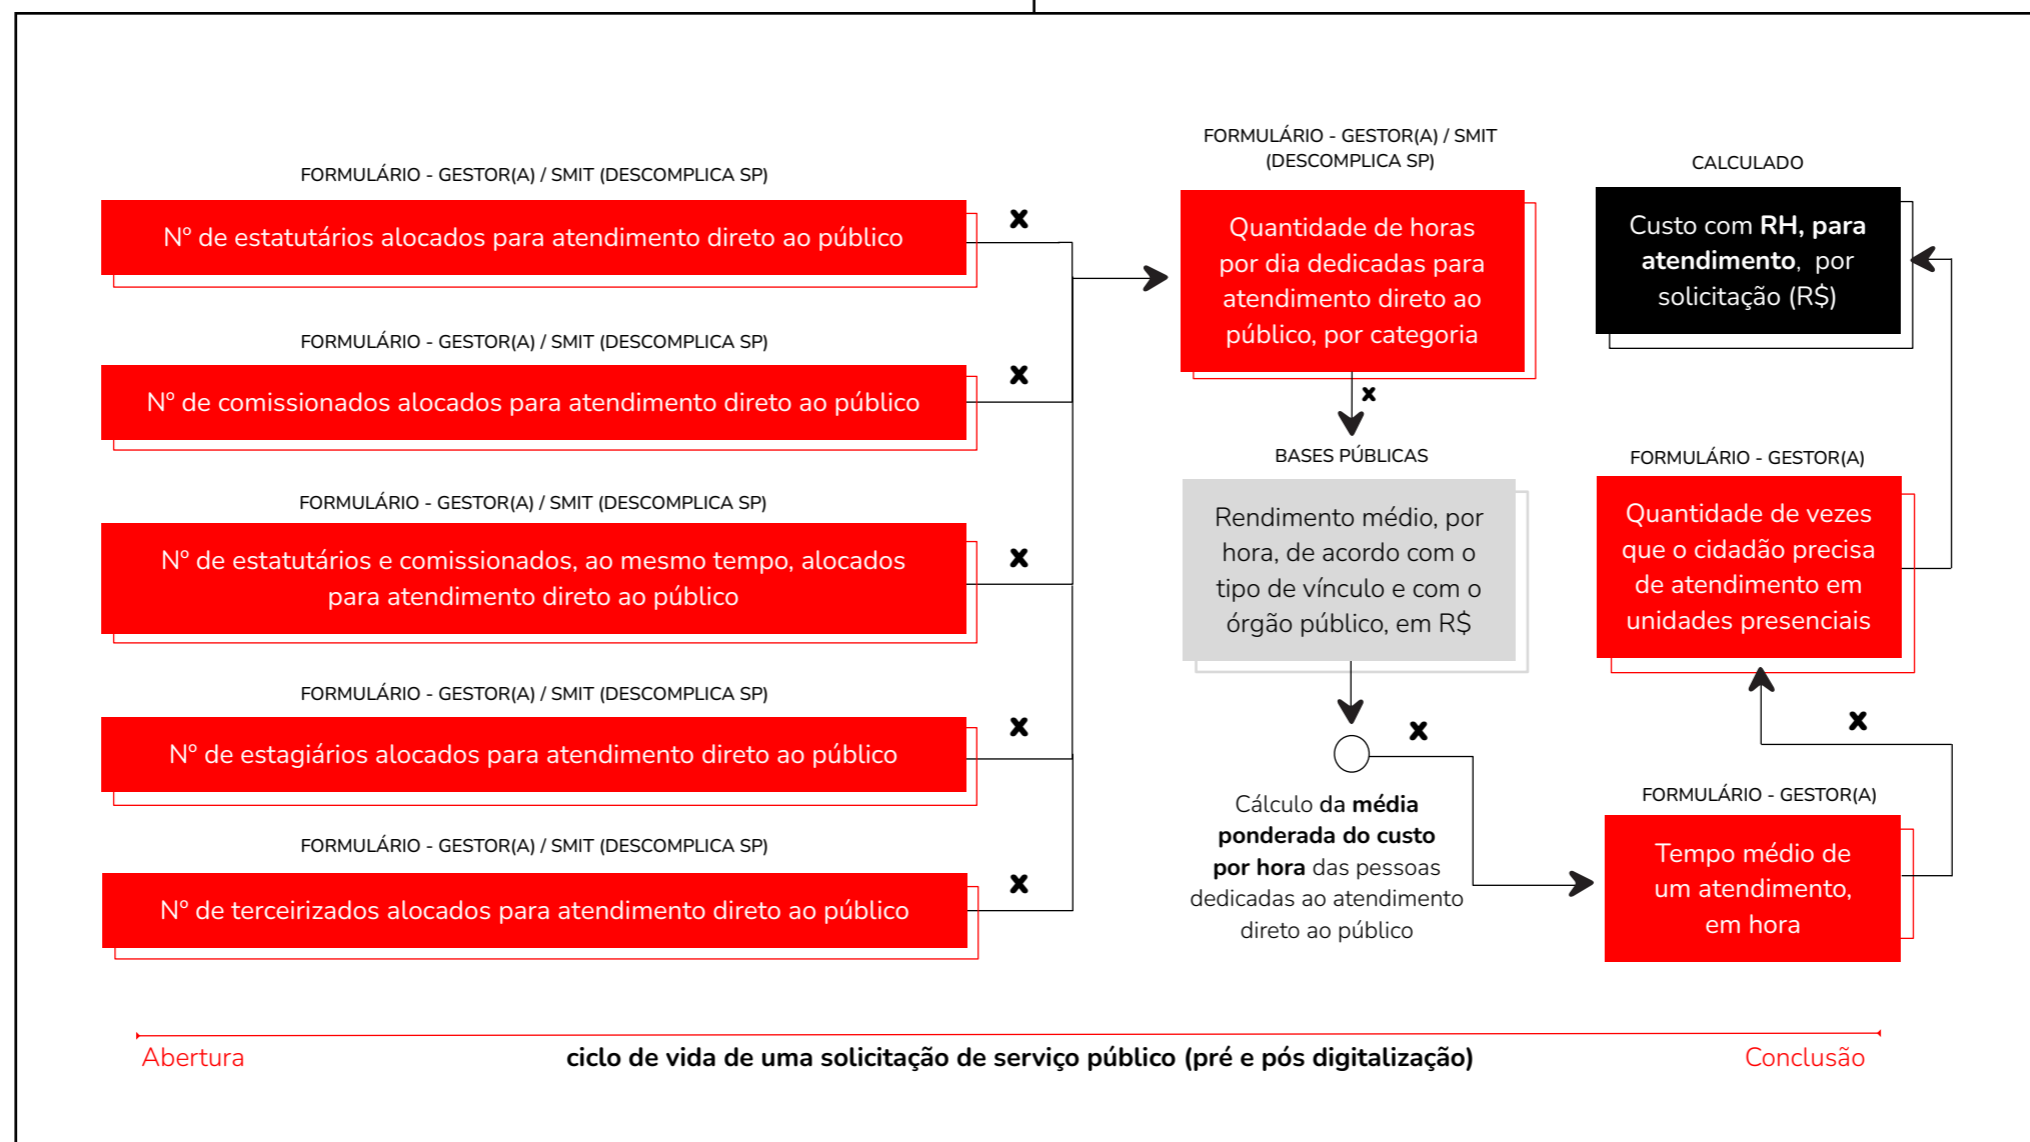 FORMULÁRIO - GESTOR(A) / SMIT (DESCOMPLICA SP)
Nº de estatutários alocados para atendimento direto ao público
x
FORMULÁRIO - GESTOR(A) / SMIT (DESCOMPLICA SP)
Nº de comissionados alocados para atendimento direto ao público
x
FORMULÁRIO - GESTOR(A) / SMIT (DESCOMPLICA SP)
Nº de estatutários e comissionados, ao mesmo tempo, alocados
para atendimento direto ao público
x
FORMULÁRIO - GESTOR(A) / SMIT (DESCOMPLICA SP)
Nº de estagiários alocados para atendimento direto ao público
x
FORMULÁRIO - GESTOR(A) / SMIT (DESCOMPLICA SP)
Nº de terceirizados alocados para atendimento direto ao público
x
FORMULÁRIO - GESTOR(A) / SMIT
(DESCOMPLICA SP)
Quantidade de horas
por dia dedicadas para
atendimento direto ao
público, por categoria
x
BASES PÚBLICAS
Rendimento médio, por
hora, de acordo com o
tipo de vínculo e com o
órgão público, em R$
x
Cálculo da média
ponderada do custo
por hora das pessoas
dedicadas ao atendimento
direto ao público
FORMULÁRIO - GESTOR(A)
Tempo médio de
um atendimento,
em hora
x
FORMULÁRIO - GESTOR(A)
Quantidade de vezes
que o cidadão precisa
de atendimento em
unidades presenciais
CALCULADO
Custo com RH, para
atendimento, por
solicitação (R$)
Abertura
ciclo de vida de uma solicitação de serviço público (pré e pós digitalização)
Conclusão